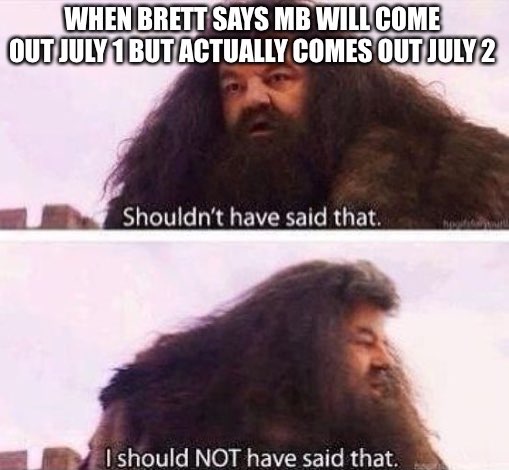 WHEN BRETT SAYS MB WILL COME
OUT JULY 1 BUT ACTUALLY COMES OUT JULY 2
Shouldn't have said that.
I should NOT have said that.